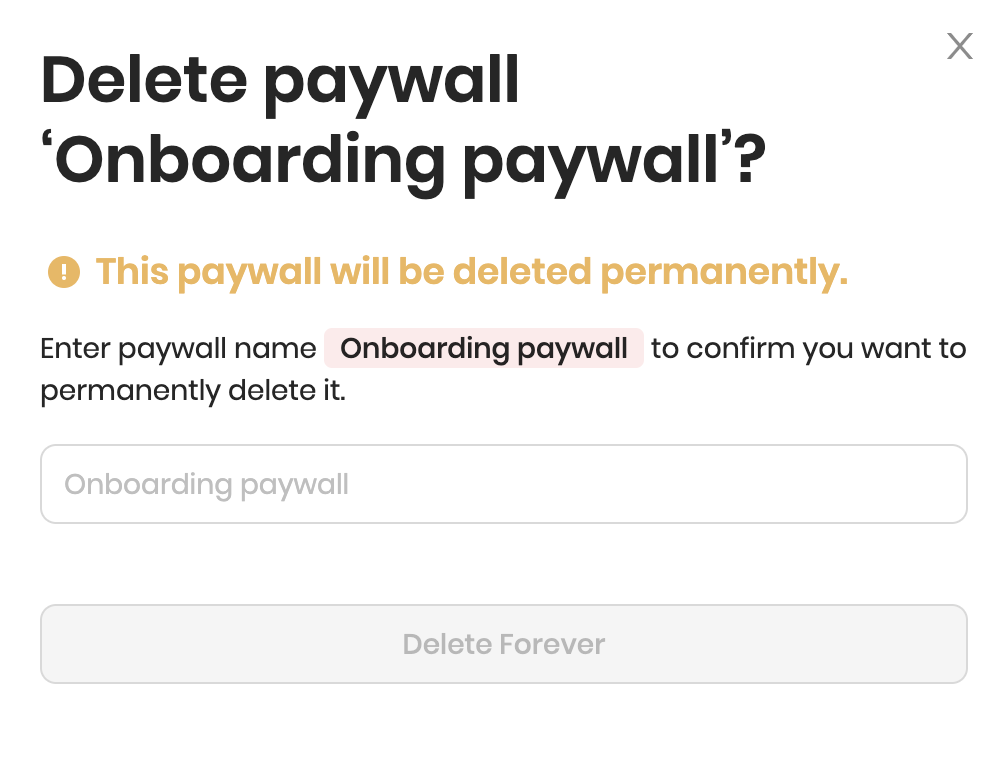 Delete paywall
‘Onboarding paywall’?
This paywall will be deleted permanently.
Enter paywall name Onboarding paywall to confirm you want to
permanently delete it.
Onboarding paywall
Delete Forever